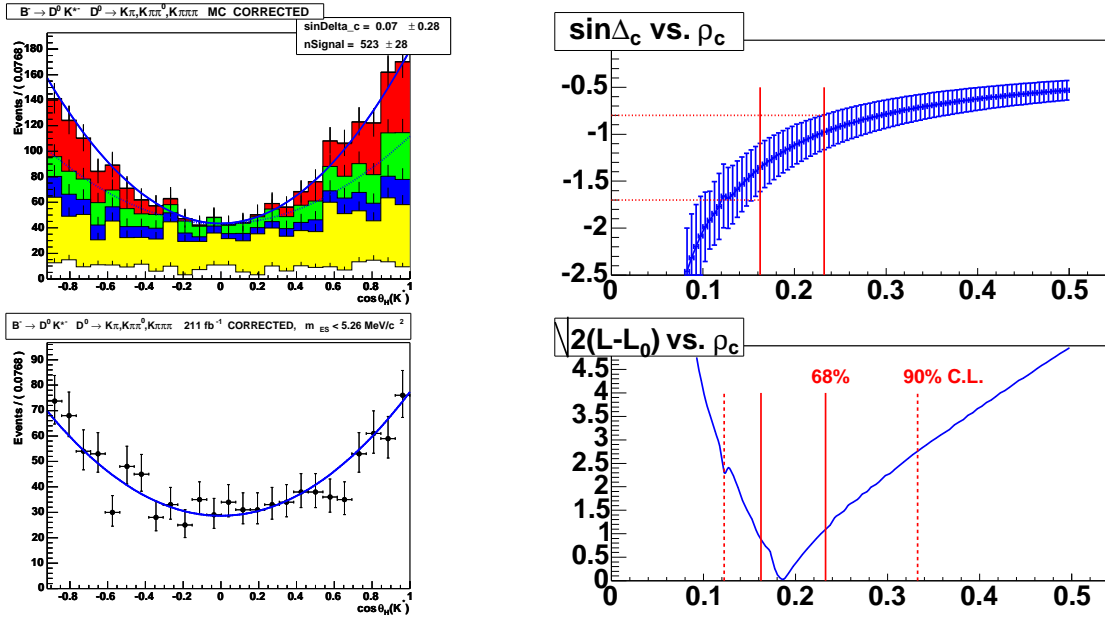 B⁻ → D⁰ K*⁻ D⁰ → Kπ,Kππ⁰,Kπππ MC CORRECTED
sinDelta_c = 0.07 ± 0.28
nSignal = 523 ± 28
Events / ( 0.0768 )
180
160
140
120
100
80
60
40
20
0
-0.8 -0.6 -0.4 -0.2 0 0.2 0.4 0.6 0.8 1
cosθ_H(K*)
B⁻ → D⁰ K*⁻ D⁰ → Kπ,Kππ⁰,Kπππ 211 fb⁻¹ CORRECTED, m_ES < 5.26 MeV/c²
Events / ( 0.0768 )
90
80
70
60
50
40
30
20
10
0
-0.8 -0.6 -0.4 -0.2 0 0.2 0.4 0.6 0.8 1
cosθ_H(K*)
sinΔ_c vs. ρ_c
-0.5
-1
-1.5
-2
-2.5
0 0.1 0.2 0.3 0.4 0.5
√2(L-L₀) vs. ρ_c
68% 90% C.L.
4.5
4
3.5
3
2.5
2
1.5
1
0.5
0
0 0.1 0.2 0.3 0.4 0.5